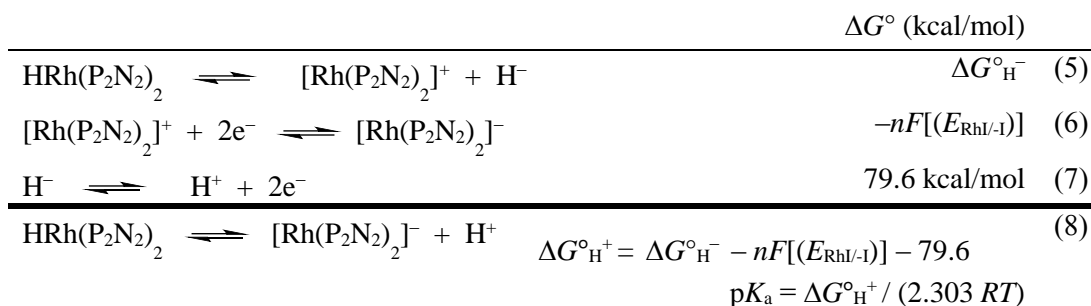 ΔG° (kcal/mol)
HRh(P₂N₂)₂ ⇌ [Rh(P₂N₂)₂]⁺ + H⁻ ΔG°H⁻ (5)
[Rh(P₂N₂)₂]⁺ + 2e⁻ ⇌ [Rh(P₂N₂)₂]⁻ –nF[(E_RhI/-I)] (6)
H⁻ ⇌ H⁺ + 2e⁻ 79.6 kcal/mol (7)
HRh(P₂N₂)₂ ⇌ [Rh(P₂N₂)₂]⁻ + H⁺ (8)
ΔG°H⁺ = ΔG°H⁻ – nF[(E_RhI/-I)] – 79.6
pKₐ = ΔG°H⁺ / (2.303 RT)